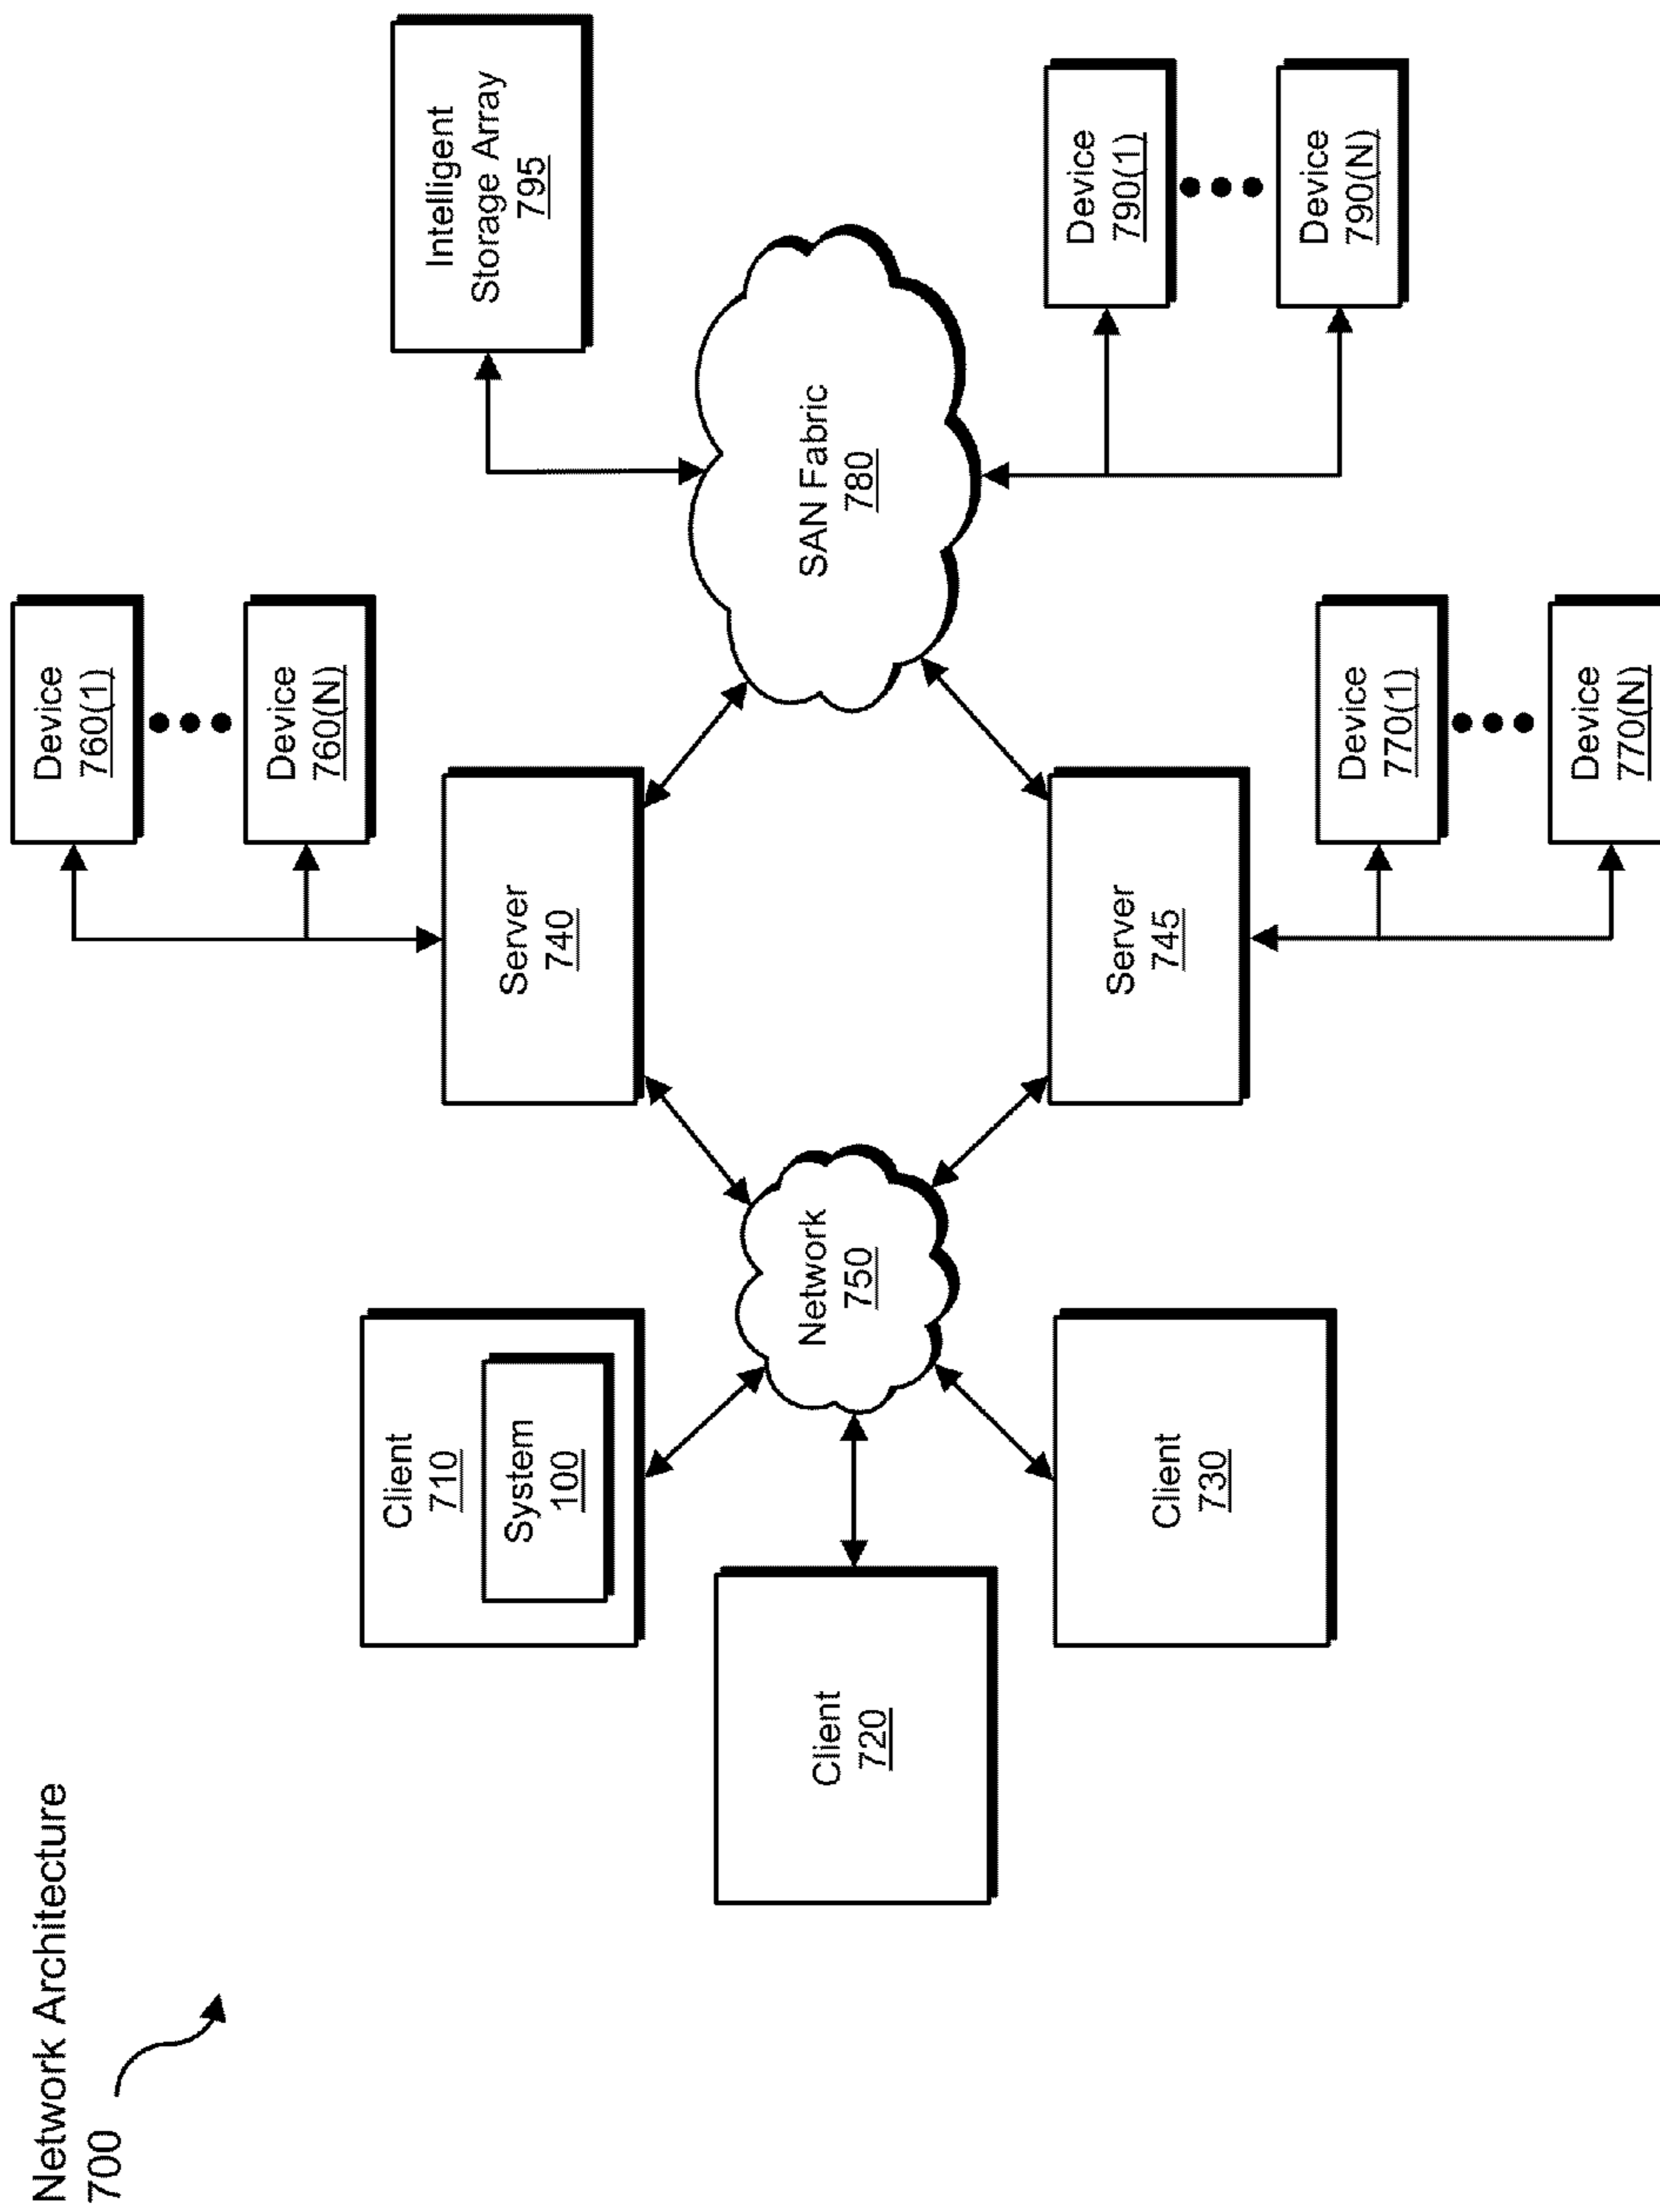 Network Architecture
700
Client
710
System
100
Client
720
Client
730
Network
750
Server
740
Server
745
Device
760(1)
Device
760(N)
Device
770(1)
Device
770(N)
SAN Fabric
780
Intelligent
Storage Array
795
Device
790(1)
Device
790(N)